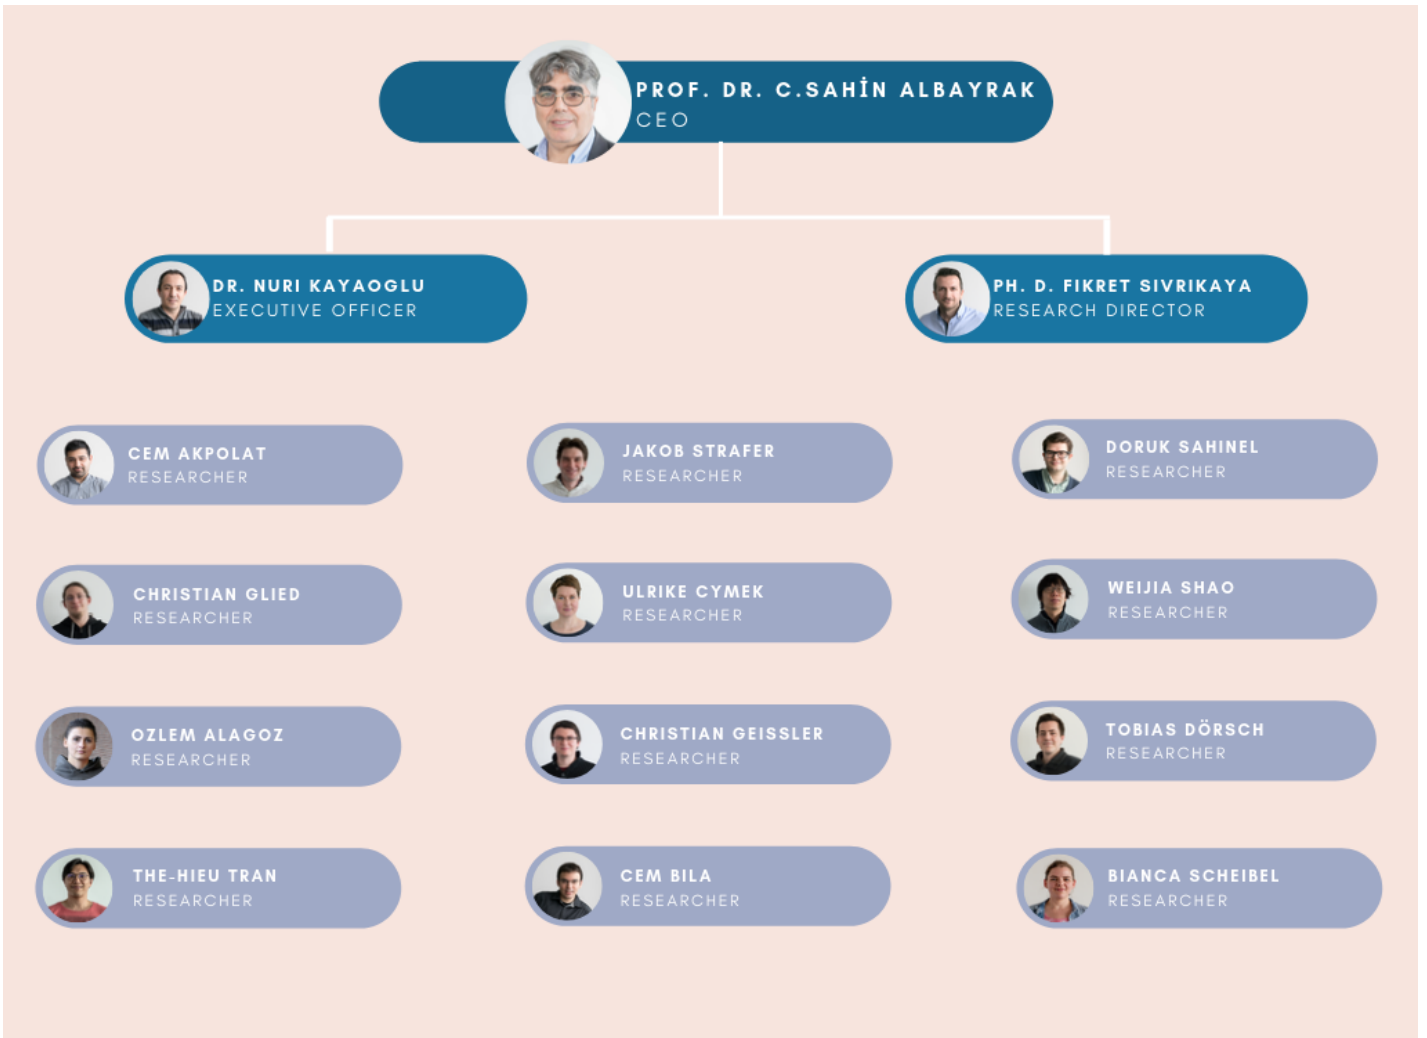 PROF. DR. C.SAHİN ALBAYRAK
CEO
DR. NURI KAYAOGLU
EXECUTIVE OFFICER
PH. D. FIKRET SIVRIKAYA
RESEARCH DIRECTOR
CEM AKPOLAT
RESEARCHER
JAKOB STRAFER
RESEARCHER
DORUK SAHINEL
RESEARCHER
CHRISTIAN GLIED
RESEARCHER
ULRIKE CYMEK
RESEARCHER
WEIJIA SHAO
RESEARCHER
OZLEM ALAGOZ
RESEARCHER
CHRISTIAN GEISSLER
RESEARCHER
TOBIAS DÖRSCH
RESEARCHER
THE-HIEU TRAN
RESEARCHER
CEM BILA
RESEARCHER
BIANCA SCHEIBEL
RESEARCHER